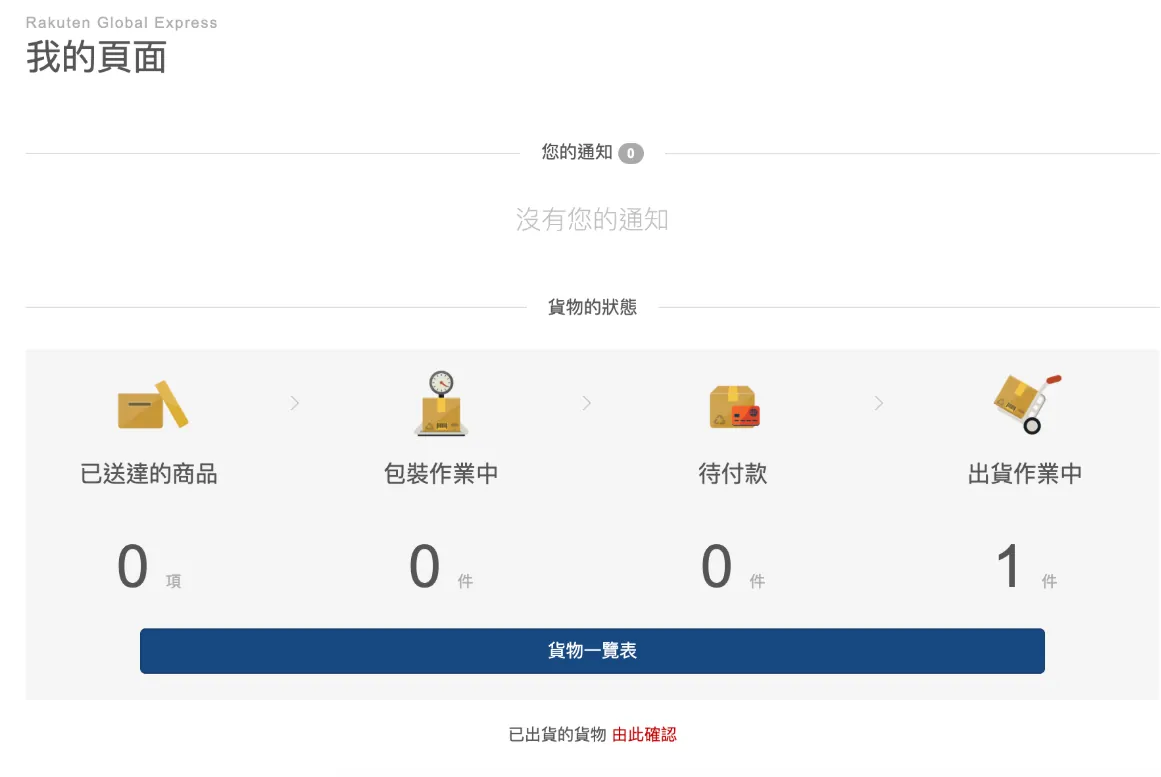 Rakuten Global Express
我的頁面
您的通知 0
沒有您的通知
貨物的狀態
已送達的商品
包裝作業中
待付款
出貨作業中
0 項
0 件
0 件
1 件
貨物一覽表
已出貨的貨物 由此確認